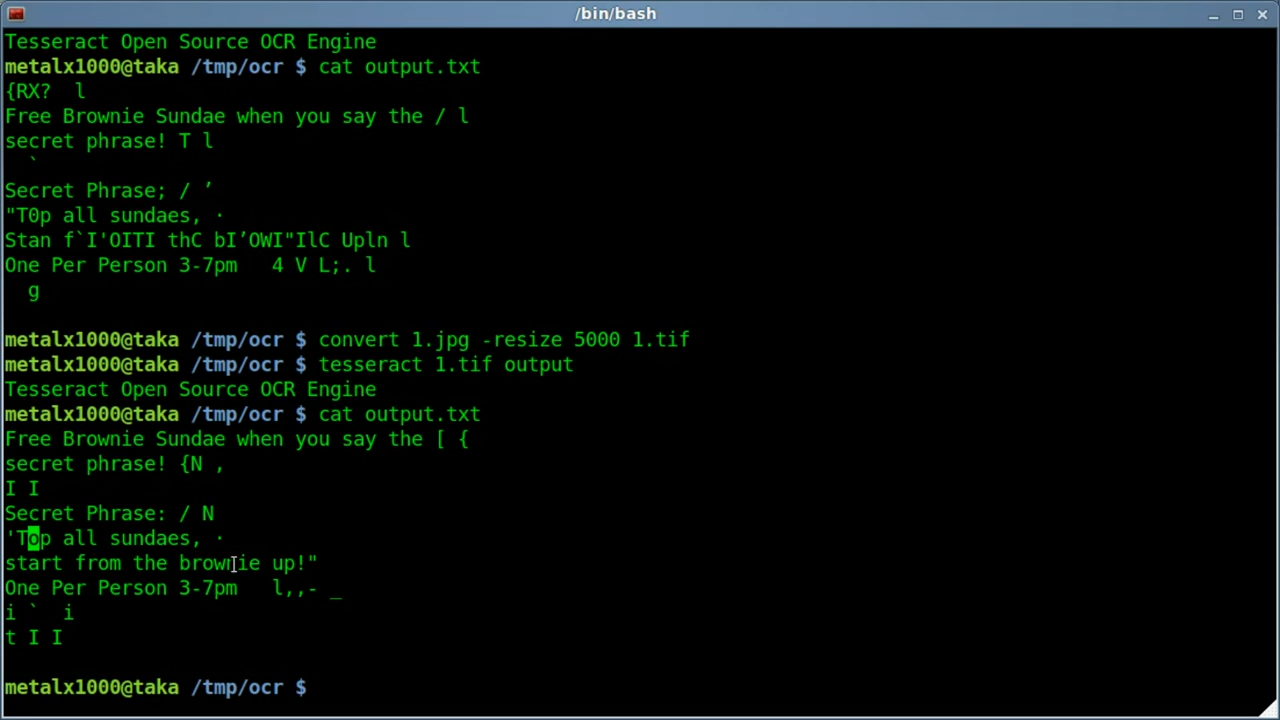 /bin/bash
Tesseract Open Source OCR Engine
metalx1000@taka /tmp/ocr $ cat output.txt
{RX?  l
Free Brownie Sundae when you say the / l
secret phrase! T l
  `
Secret Phrase; / ’
"T0p all sundaes, ·
Stan f`I'OITI thC bI’OWI"IlC Upln l
One Per Person 3-7pm   4 V L;. l
  g
metalx1000@taka /tmp/ocr $ convert 1.jpg -resize 5000 1.tif
metalx1000@taka /tmp/ocr $ tesseract 1.tif output
Tesseract Open Source OCR Engine
metalx1000@taka /tmp/ocr $ cat output.txt
Free Brownie Sundae when you say the [ {
secret phrase! {N ,
I I
Secret Phrase: / N
'Top all sundaes, ·
start from the brownie up!"
One Per Person 3-7pm   l,,- _
i `  i
t I I
metalx1000@taka /tmp/ocr $